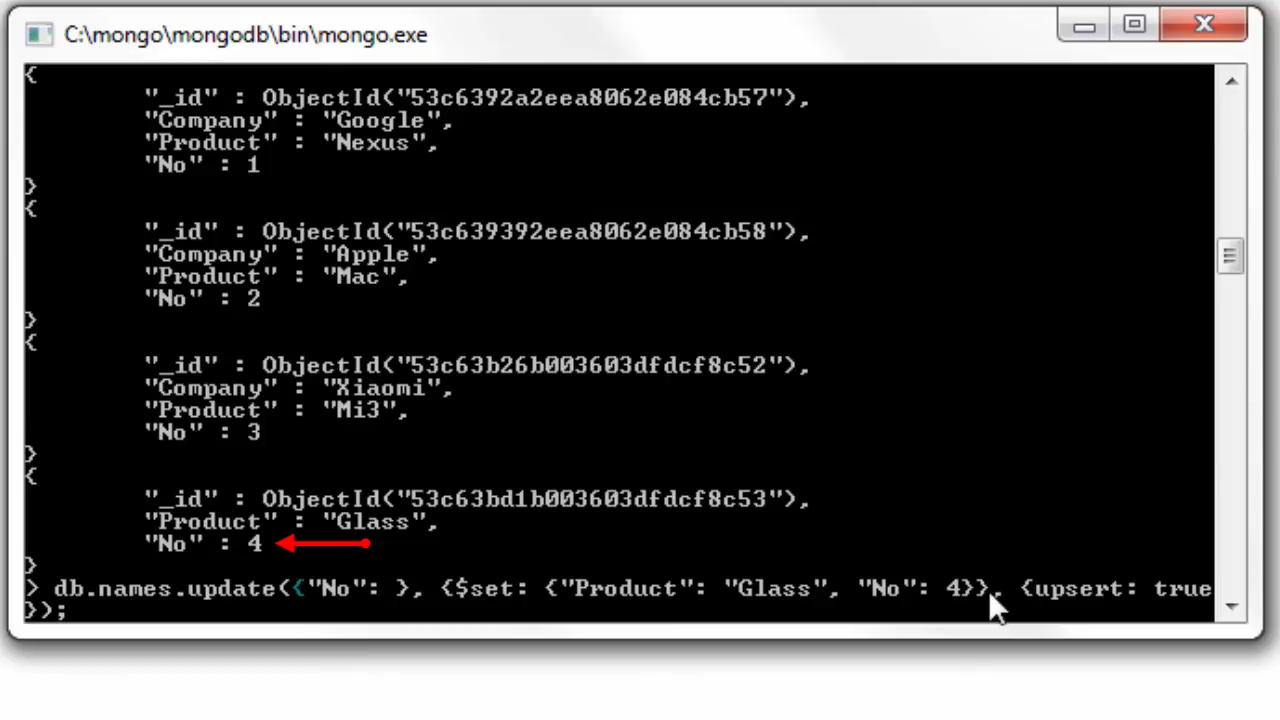 C:\mongo\mongodb\bin\mongo.exe
{
"_id" : ObjectId("53c6392a2eea8062e084cb57"),
"Company" : "Google",
"Product" : "Nexus",
"No" : 1
}
{
"_id" : ObjectId("53c639392eea8062e084cb58"),
"Company" : "Apple",
"Product" : "Mac",
"No" : 2
}
{
"_id" : ObjectId("53c63b26b003603dfdcf8c52"),
"Company" : "Xiaomi",
"Product" : "Mi3",
"No" : 3
}
{
"_id" : ObjectId("53c63bd1b003603dfdcf8c53"),
"Product" : "Glass",
"No" : 4
}
> db.names.update({"No": }, {$set: {"Product": "Glass", "No": 4}}, {upsert: true
});